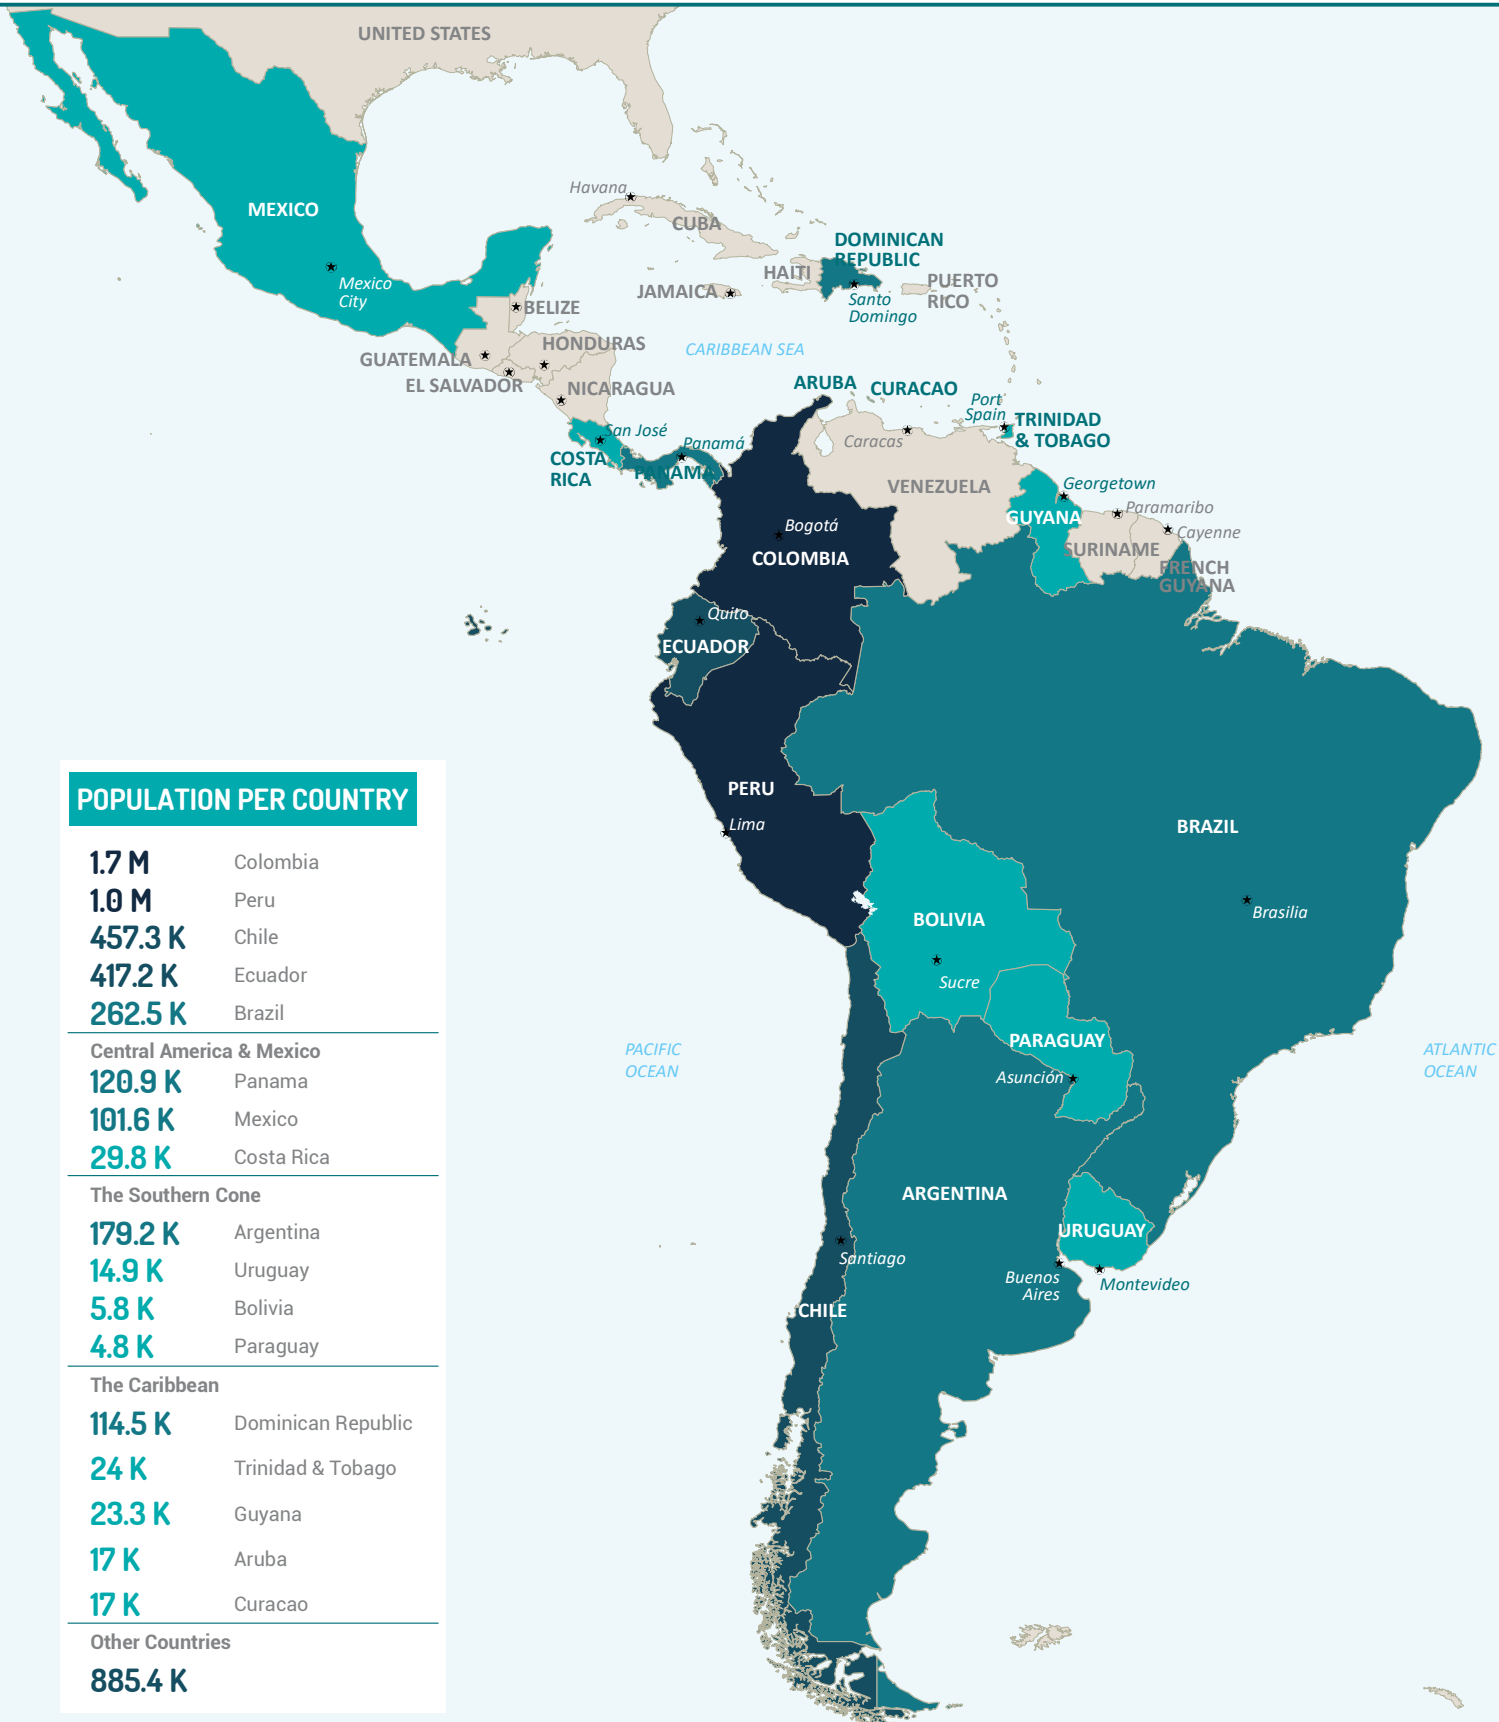 UNITED STATES
MEXICO
Mexico
City
Havana
CUBA
DOMINICAN
REPUBLIC
HAITI
JAMAICA
PUERTO
RICO
Santo
Domingo
BELIZE
HONDURAS
GUATEMALA
EL SALVADOR
NICARAGUA
CARIBBEAN SEA
ARUBA
CURACAO
Port
Spain
TRINIDAD
& TOBAGO
San José
Panamá
COSTA
RICA
PANAMA
Caracas
VENEZUELA
Georgetown
GUYANA
Paramaribo
Cayenne
SURINAME
FRENCH
GUYANA
Bogotá
COLOMBIA
Quito
ECUADOR
PERU
Lima
BRAZIL
Brasilia
BOLIVIA
Sucre
PARAGUAY
Asunción
PACIFIC
OCEAN
ATLANTIC
OCEAN
ARGENTINA
URUGUAY
Santiago
Buenos
Aires
Montevideo
CHILE
POPULATION PER COUNTRY
1.7 M Colombia
1.0 M Peru
457.3 K Chile
417.2 K Ecuador
262.5 K Brazil
Central America & Mexico
120.9 K Panama
101.6 K Mexico
29.8 K Costa Rica
The Southern Cone
179.2 K Argentina
14.9 K Uruguay
5.8 K Bolivia
4.8 K Paraguay
The Caribbean
114.5 K Dominican Republic
24 K Trinidad & Tobago
23.3 K Guyana
17 K Aruba
17 K Curacao
Other Countries
885.4 K